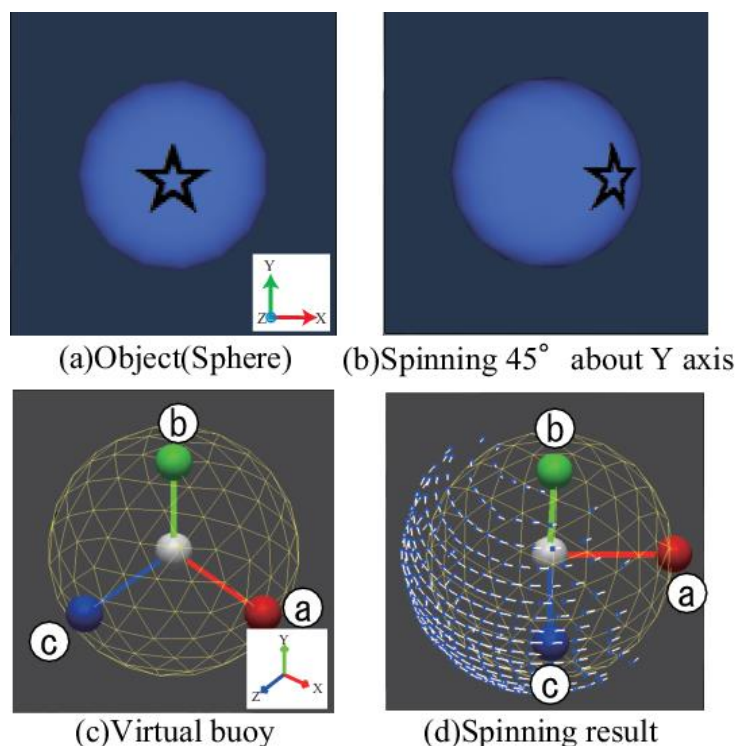 Y
Z X
(a)Object(Sphere)
(b)Spinning 45° about Y axis
b
a
c
Y
Z X
(c)Virtual buoy
b
a
c
(d)Spinning result